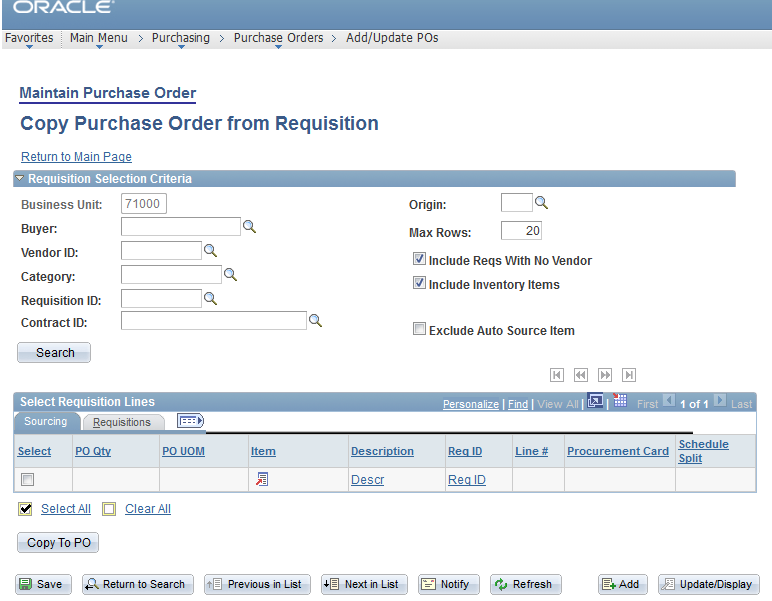 ORACLE
Favorites Main Menu > Purchasing > Purchase Orders > Add/Update POs
Maintain Purchase Order
Copy Purchase Order from Requisition
Return to Main Page
Requisition Selection Criteria
Business Unit: 71000 Origin:
Buyer: Max Rows: 20
Vendor ID: Include Reqs With No Vendor
Category: Include Inventory Items
Requisition ID:
Contract ID: Exclude Auto Source Item
Search
Select Requisition Lines Personalize | Find | View All | | First 1 of 1 Last
Sourcing Requisitions
Select PO Qty PO UOM Item Description Req ID Line # Procurement Card Schedule Split
Descr Req ID
Select All Clear All
Copy To PO
Save Return to Search Previous in List Next in List Notify Refresh Add Update/Display